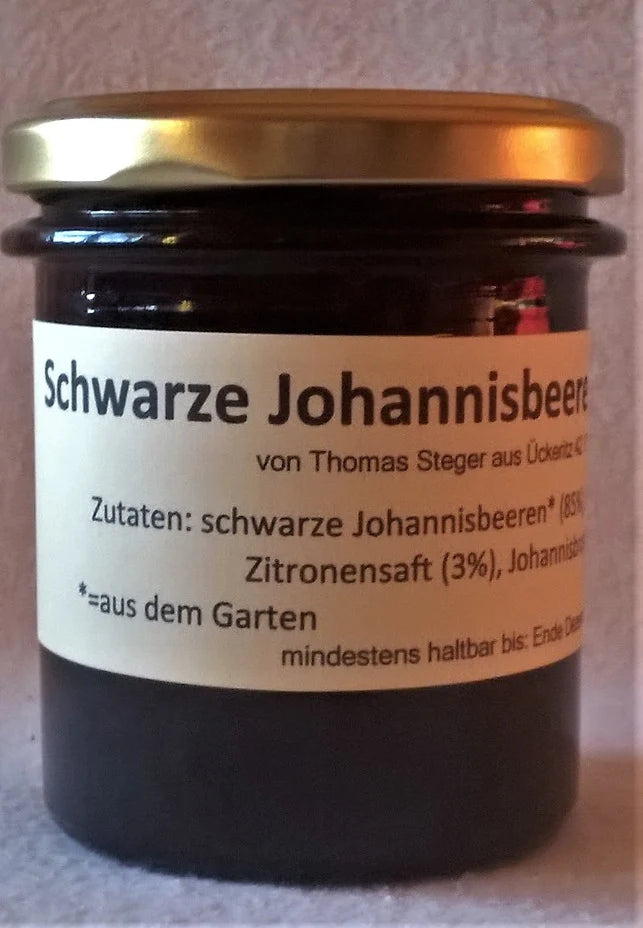 Schwarze Johannisbeere
von Thomas Steger aus Ückeritz
Zutaten: schwarze Johannisbeeren* (85%
Zitronensaft (3%),
*=aus dem Garten
mindestens haltbar bis: Ende